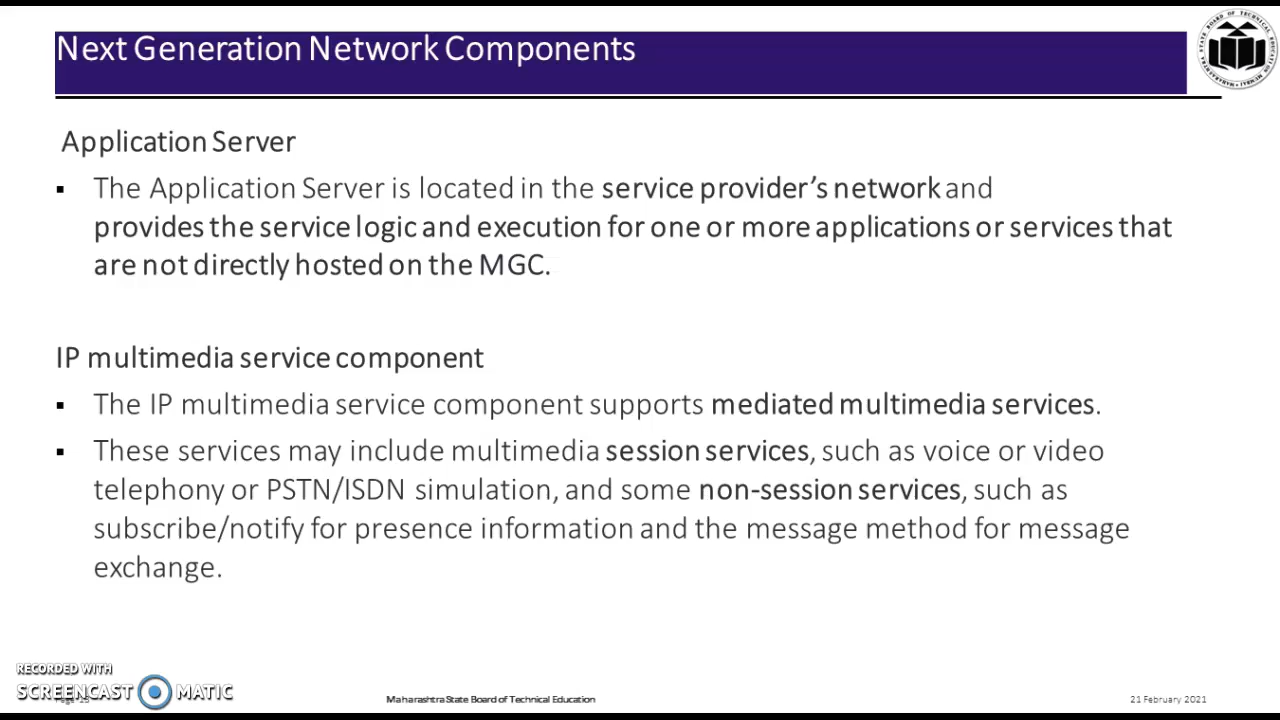 Next Generation Network Components
Application Server
▪ The Application Server is located in the service provider’s network and
provides the service logic and execution for one or more applications or services that
are not directly hosted on the MGC.
IP multimedia service component
▪ The IP multimedia service component supports mediated multimedia services.
▪ These services may include multimedia session services, such as voice or video
telephony or PSTN/ISDN simulation, and some non-session services, such as
subscribe/notify for presence information and the message method for message
exchange.
RECORDED WITH
SCREENCAST MATIC
Maharashtra State Board of Technical Education
21 February 2021